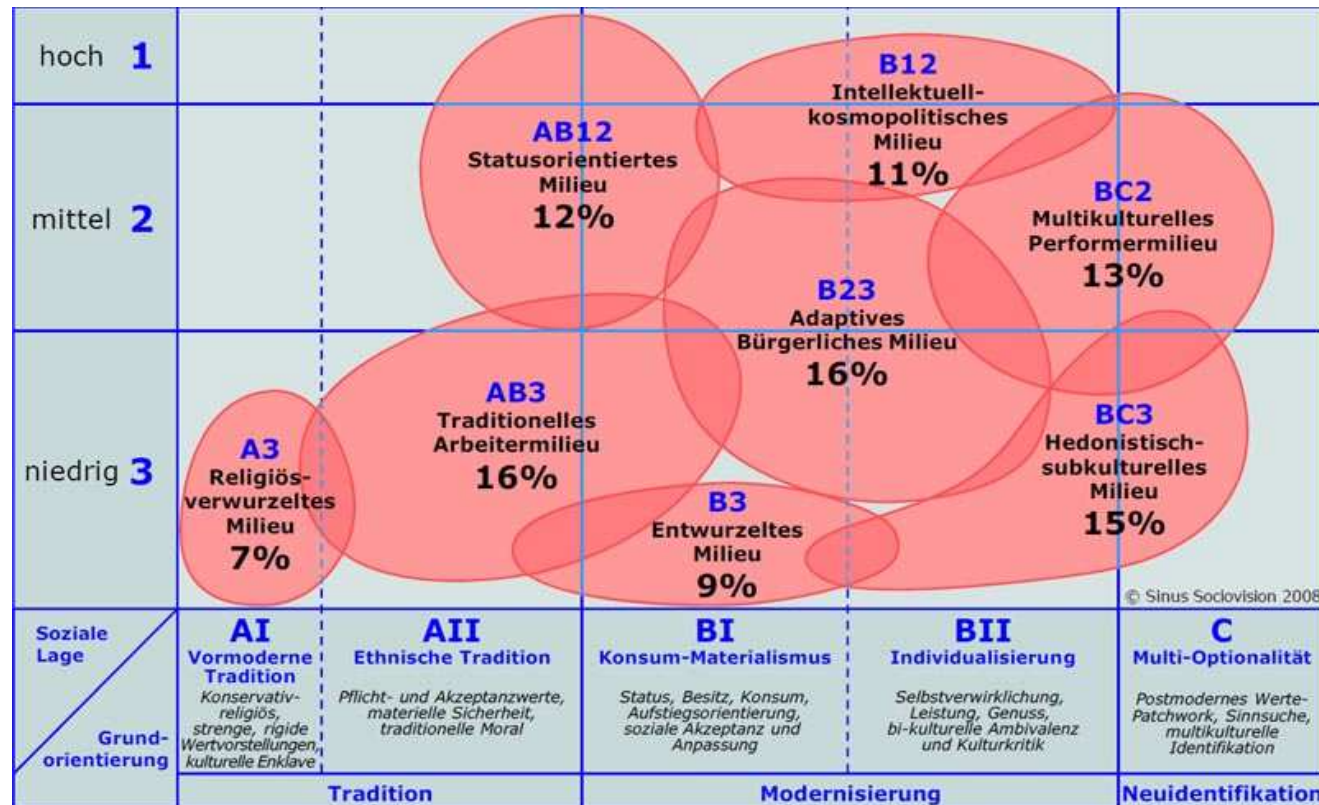 hoch 1
mittel 2
niedrig 3
AB12
Statusorientiertes
Milieu
12%
B12
Intellektuell-
kosmopolitisches
Milieu
11%
BC2
Multikulturelles
Performermilieu
13%
B23
Adaptives
Bürgerliches Milieu
16%
AB3
Traditionelles
Arbeitermilieu
16%
A3
Religiös-
verwurzeltes
Milieu
7%
B3
Entwurzeltes
Milieu
9%
BC3
Hedonistisch-
subkulturelles
Milieu
15%
© Sinus Sociovision 2008
Soziale
Lage
Grund-
orientierung
AI
Vormoderne
Tradition
Konservativ-
religiös,
strenge, rigide
Wertvorstellungen,
kulturelle Enklave
AII
Ethnische Tradition
Pflicht- und Akzeptanzwerte,
materielle Sicherheit,
traditionelle Moral
BI
Konsum-Materialismus
Status, Besitz, Konsum,
Aufstiegsorientierung,
soziale Akzeptanz und
Anpassung
BII
Individualisierung
Selbstverwirklichung,
Leistung, Genuss,
bi-kulturelle Ambivalenz
und Kulturkritik
C
Multi-Optionalität
Postmodernes Werte-
Patchwork, Sinnsuche,
multikulturelle
Identifikation
Tradition
Modernisierung
Neuidentifikation